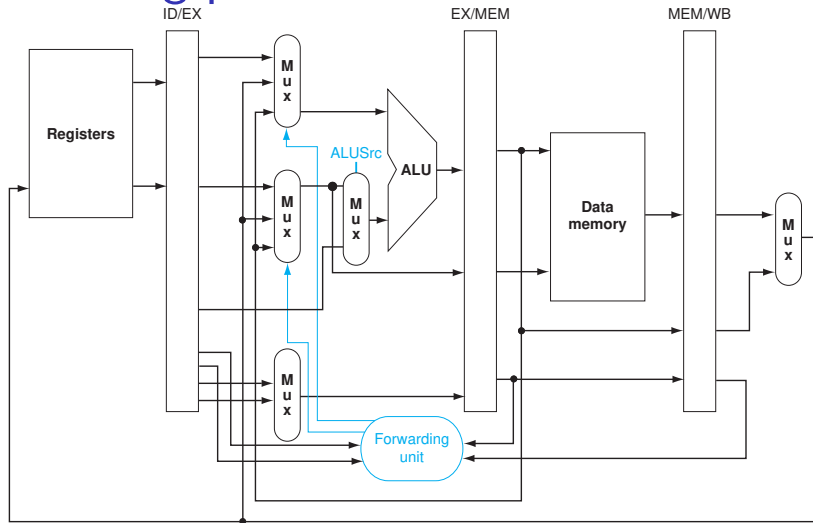 ID/EX
EX/MEM
MEM/WB
M
u
x
Registers
ALUSrc
ALU
M
u
x
M
u
x
Data
memory
M
u
x
M
u
x
Forwarding
unit